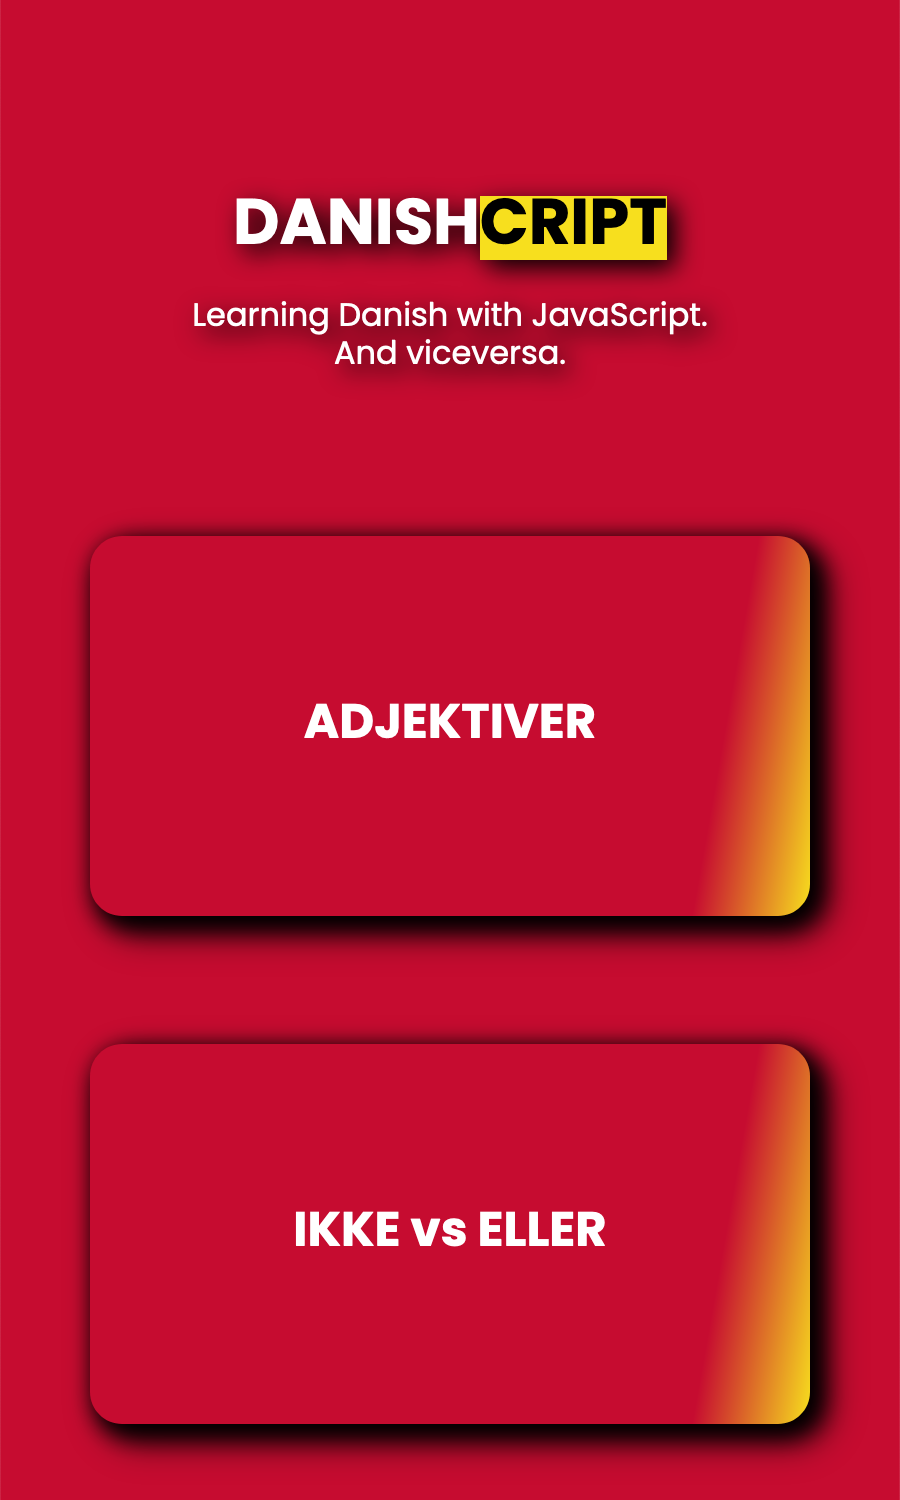 DANISHCRIPT
Learning Danish with JavaScript.
And viceversa.
ADJEKTIVER
IKKE vs ELLER